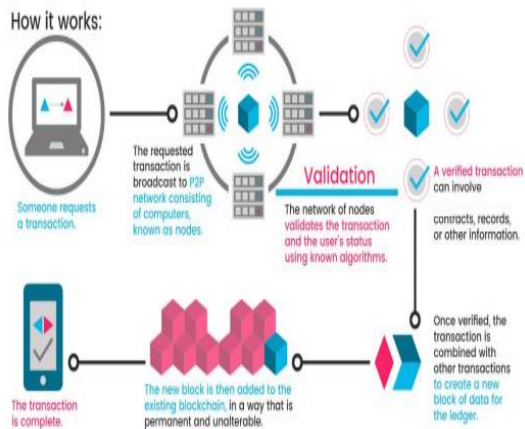 How it works:
Someone requests
a transaction.
The requested
transaction is
broadcast to P2P
network consisting
of computers,
known as nodes.
Validation
The network of nodes
validates the transaction
and the user's status
using known algorithms.
A verified transaction
can involve
contracts, records,
or other information.
Once verified, the
transaction is
combined with
other transactions
to create a new
block of data for
the ledger.
The new block is then added to the
existing blockchain, in a way that is
permanent and unalterable.
The transaction
is complete.